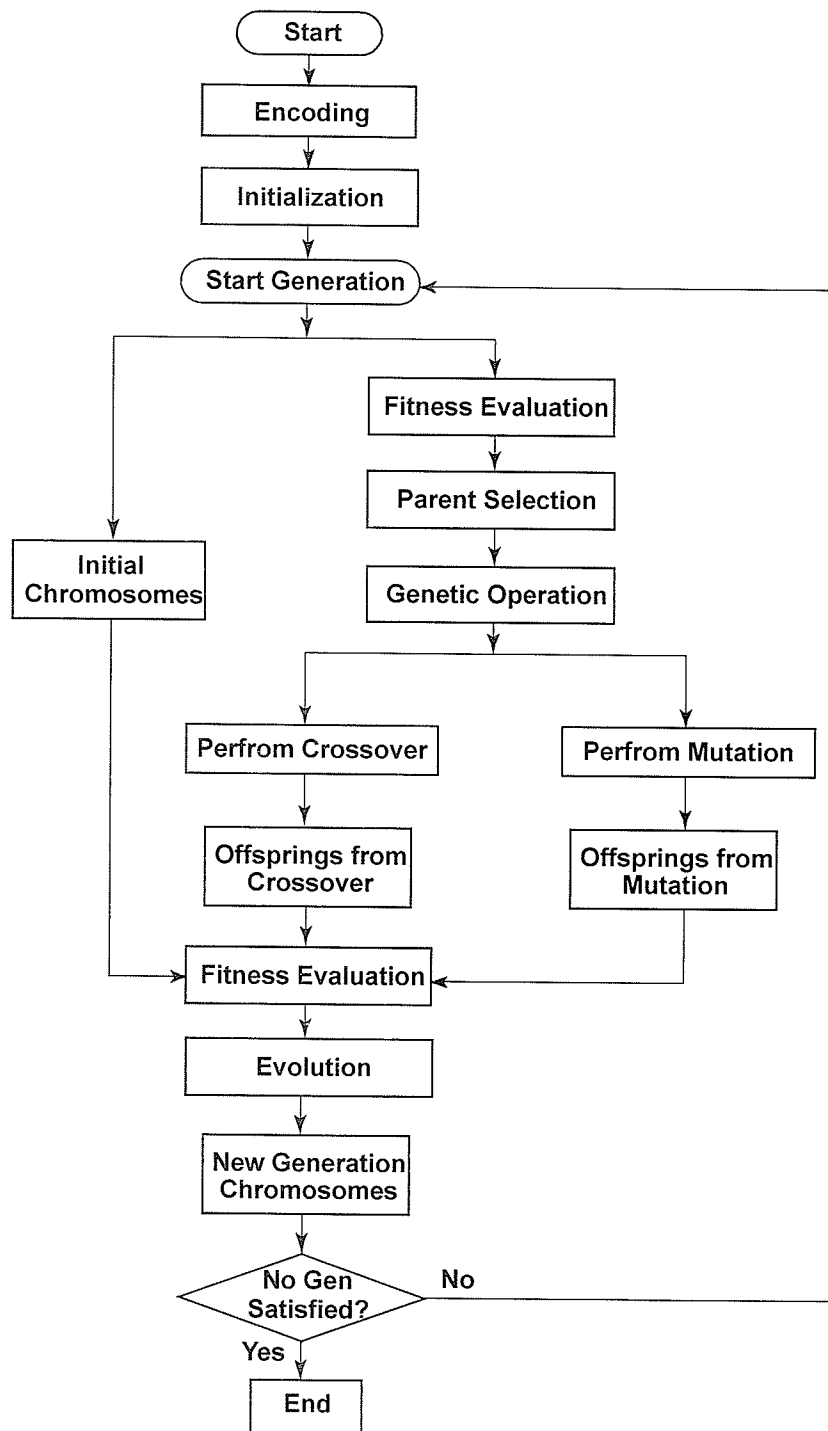 Start
Encoding
Initialization
Start Generation
Fitness Evaluation
Parent Selection
Initial
Chromosomes
Genetic Operation
Perfrom Crossover
Perfrom Mutation
Offsprings from
Crossover
Offsprings from
Mutation
Fitness Evaluation
Evolution
New Generation
Chromosomes
No Gen
Satisfied?
No
Yes
End